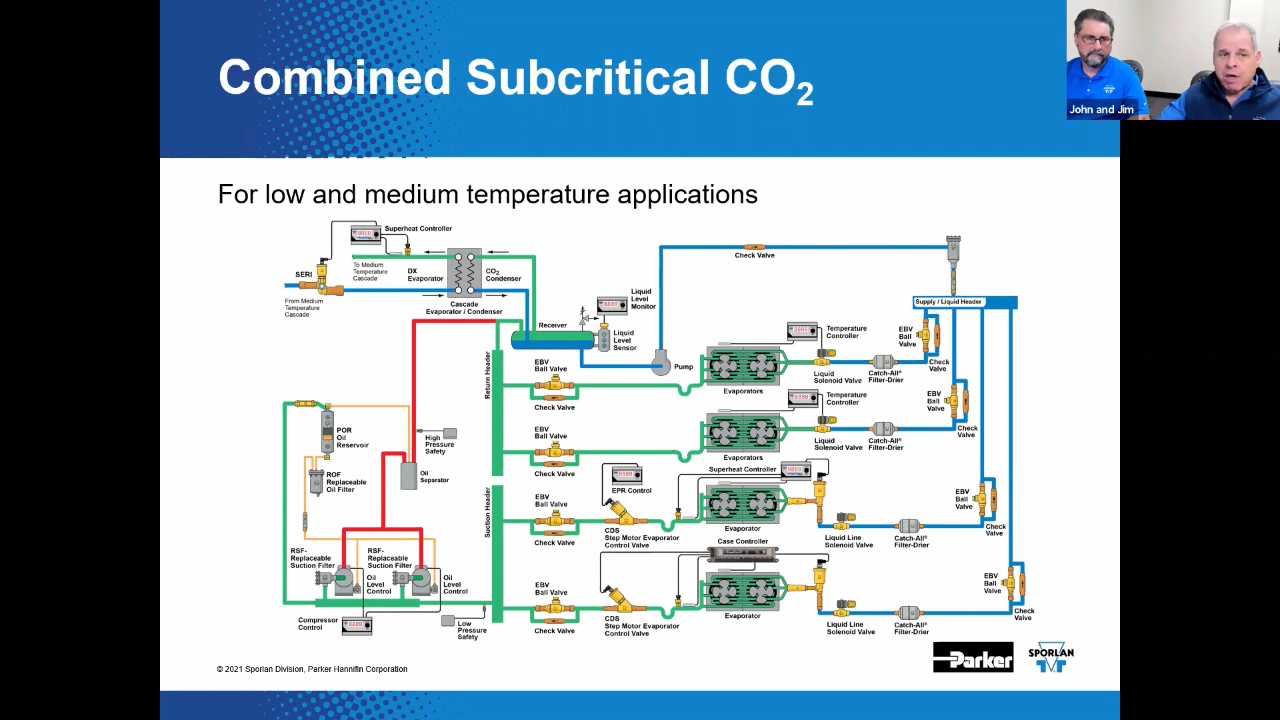 Combined Subcritical CO2
John and Jim
For low and medium temperature applications
Superheat Controller
SERI
To Medium
Temperature
Cascade
DX
Evaporator
CO2
Condenser
From Medium
Temperature
Cascade
Cascade
Evaporator / Condenser
Receiver
Liquid
Level
Monitor
Liquid
Level
Sensor
Pump
Check Valve
Supply / Liquid Header
Return Header
EBV
Ball Valve
Check Valve
Evaporators
Temperature
Controller
Liquid
Solenoid Valve
Catch-All®
Filter-Drier
EBV
Ball
Valve
Check
Valve
EBV
Ball Valve
Check Valve
Evaporators
Temperature
Controller
Liquid
Solenoid Valve
Catch-All®
Filter-Drier
EBV
Ball
Valve
Check
Valve
POR
Oil
Reservoir
ROF
Replaceable
Oil Filter
High
Pressure
Safety
Oil
Separator
Suction Header
EBV
Ball Valve
Check Valve
EPR Control
CDS
Step Motor Evaporator
Control Valve
Superheat Controller
Evaporator
Liquid Line
Solenoid Valve
Catch-All®
Filter-Drier
EBV
Ball
Valve
Check
Valve
RSF-
Replaceable
Suction Filter
Oil
Level
Control
RSF-
Replaceable
Suction Filter
Oil
Level
Control
Compressor
Control
Low
Pressure
Safety
EBV
Ball Valve
Check Valve
CDS
Step Motor Evaporator
Control Valve
Case Controller
Evaporator
Liquid Line
Solenoid Valve
Catch-All®
Filter-Drier
EBV
Ball
Valve
Check
Valve
© 2021 Sporlan Division, Parker Hannifin Corporation
Parker
SPORLAN